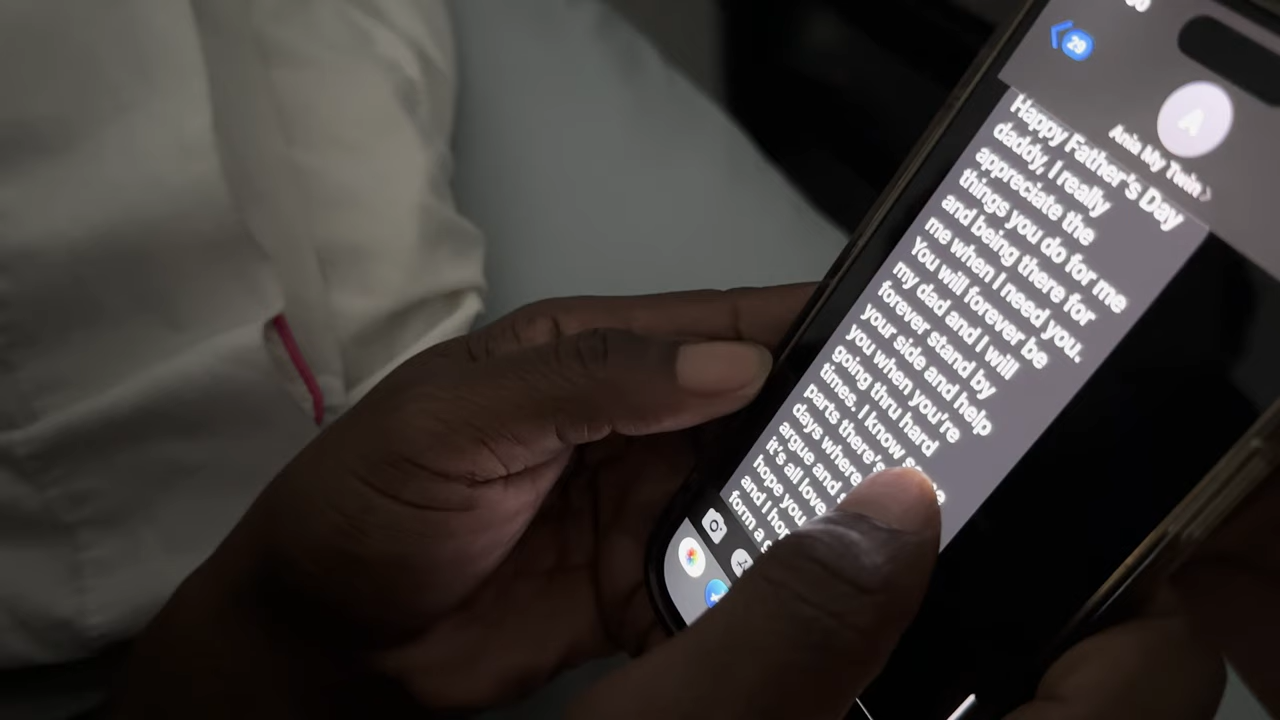 29
A
Ania My Twin
Happy Father's Day
daddy, I really
appreciate the
things you do for me
and being there for
me when I need you.
You will forever be
my dad and I will
forever stand by
your side and help
you when you're
going thru hard
times. I know
parts there's
days where
argue and
it's all love
hope you
and I
form a